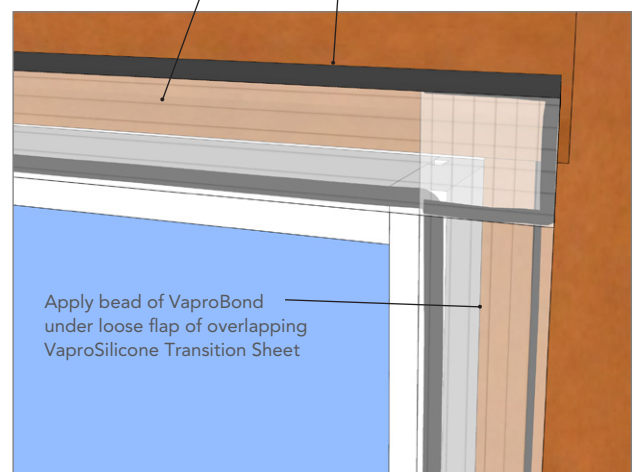 Apply bead of VaproBond
under loose flap of overlapping
VaproSilicone Transition Sheet